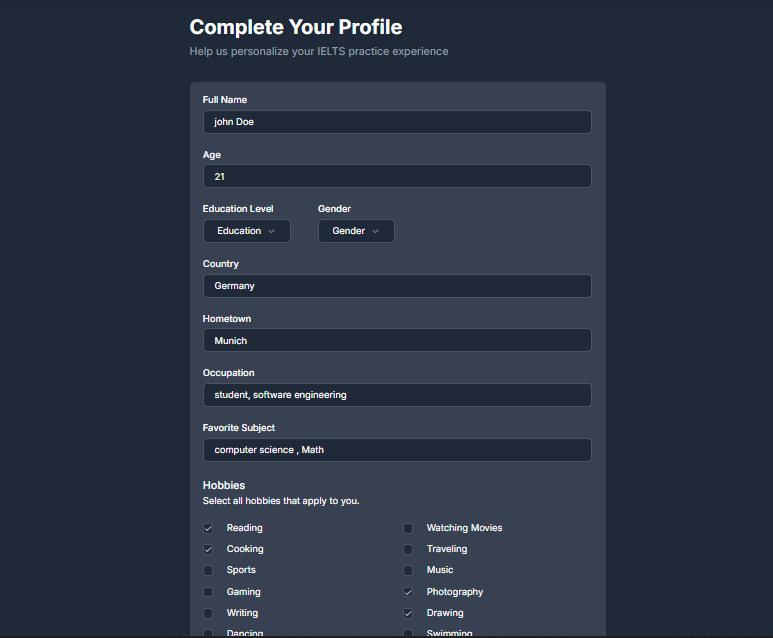 Complete Your Profile
Help us personalize your IELTS practice experience
Full Name
john Doe
Age
21
Education Level Gender
Education Gender
Country
Germany
Hometown
Munich
Occupation
student, software engineering
Favorite Subject
computer science , Math
Hobbies
Select all hobbies that apply to you.
Reading Watching Movies
Cooking Traveling
Sports Music
Gaming Photography
Writing Drawing
Dancing Swimming